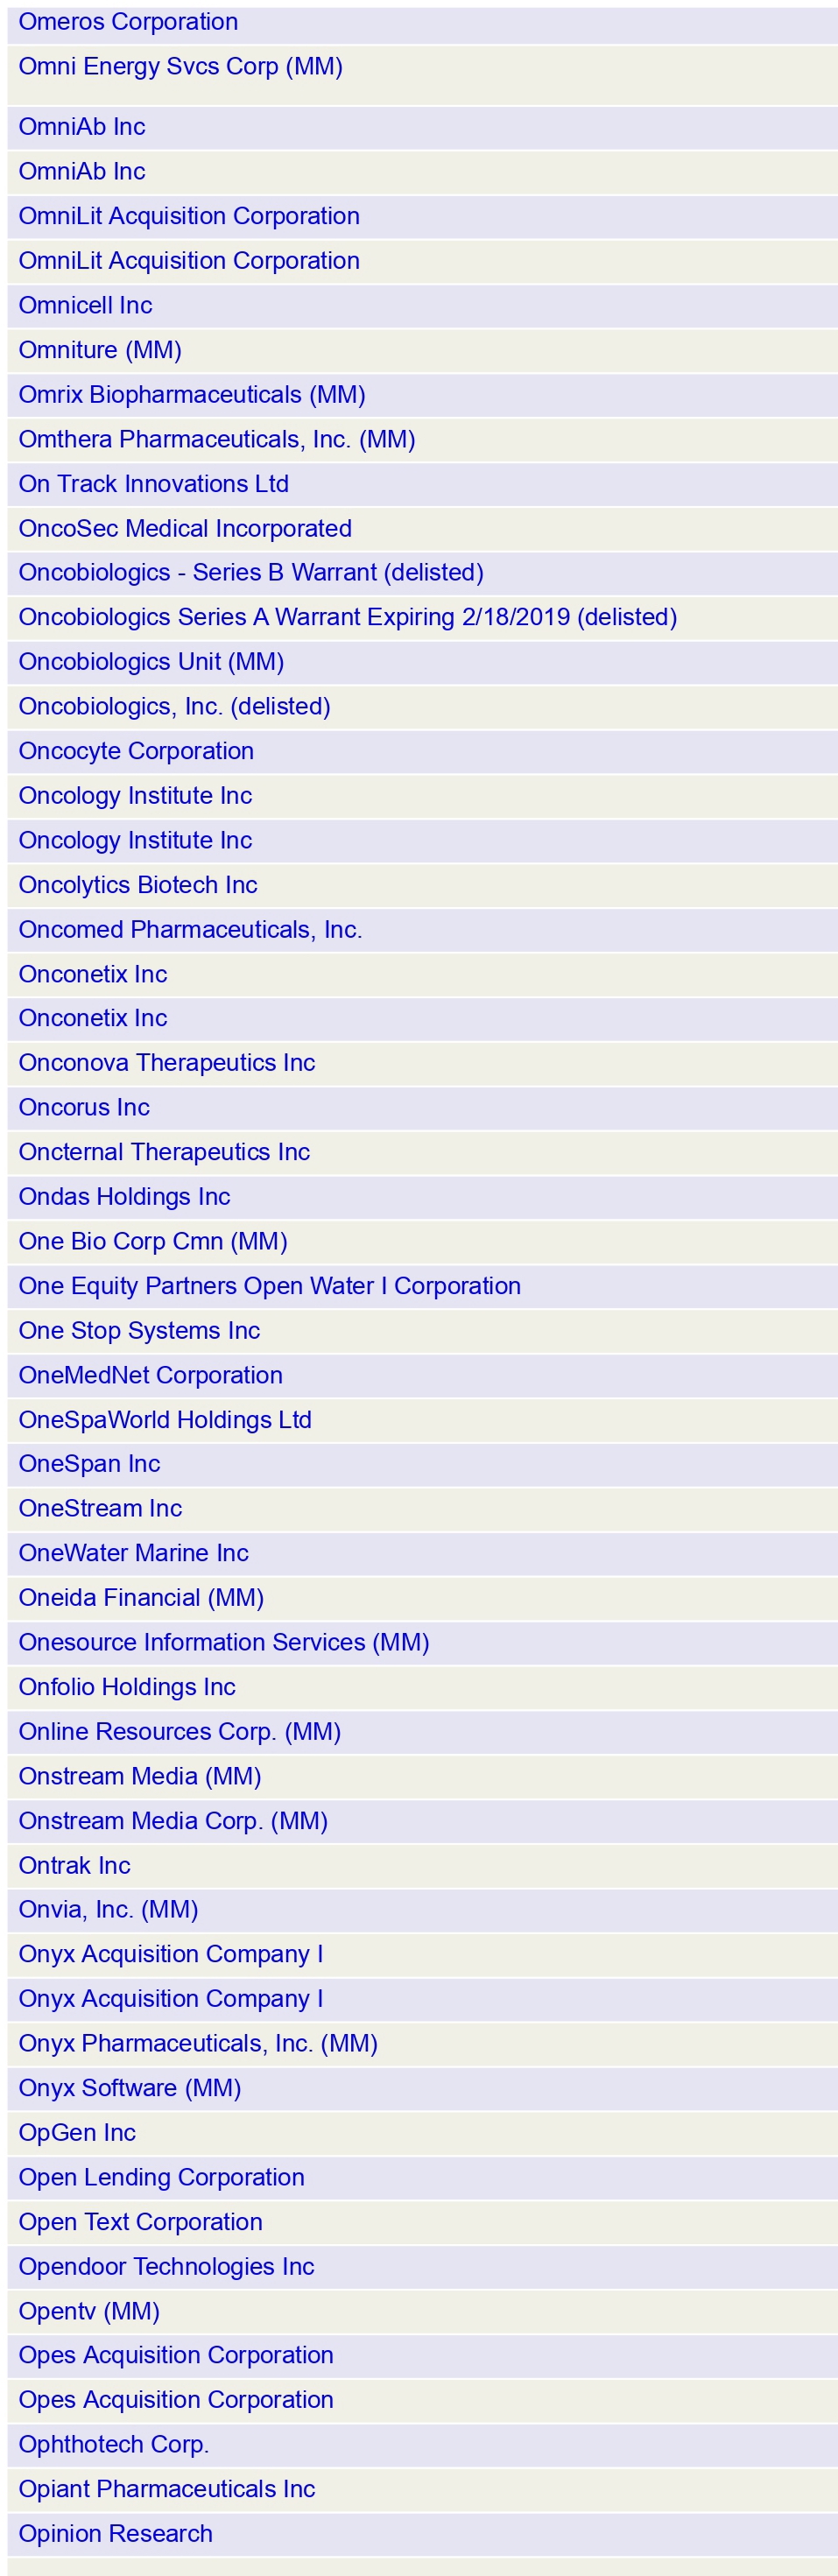 Omeros Corporation
Omni Energy Svcs Corp (MM)
OmniAb Inc
OmniAb Inc
OmniLit Acquisition Corporation
OmniLit Acquisition Corporation
Omnicell Inc
Omniture (MM)
Omrix Biopharmaceuticals (MM)
Omthera Pharmaceuticals, Inc. (MM)
On Track Innovations Ltd
OncoSec Medical Incorporated
Oncobiologics - Series B Warrant (delisted)
Oncobiologics Series A Warrant Expiring 2/18/2019 (delisted)
Oncobiologics Unit (MM)
Oncobiologics, Inc. (delisted)
Oncocyte Corporation
Oncology Institute Inc
Oncology Institute Inc
Oncolytics Biotech Inc
Oncomed Pharmaceuticals, Inc.
Onconetix Inc
Onconetix Inc
Onconova Therapeutics Inc
Oncorus Inc
Oncternal Therapeutics Inc
Ondas Holdings Inc
One Bio Corp Cmn (MM)
One Equity Partners Open Water I Corporation
One Stop Systems Inc
OneMedNet Corporation
OneSpaWorld Holdings Ltd
OneSpan Inc
OneStream Inc
OneWater Marine Inc
Oneida Financial (MM)
Onesource Information Services (MM)
Onfolio Holdings Inc
Online Resources Corp. (MM)
Onstream Media (MM)
Onstream Media Corp. (MM)
Ontrak Inc
Onvia, Inc. (MM)
Onyx Acquisition Company I
Onyx Acquisition Company I
Onyx Pharmaceuticals, Inc. (MM)
Onyx Software (MM)
OpGen Inc
Open Lending Corporation
Open Text Corporation
Opendoor Technologies Inc
Opentv (MM)
Opes Acquisition Corporation
Opes Acquisition Corporation
Ophthotech Corp.
Opiant Pharmaceuticals Inc
Opinion Research